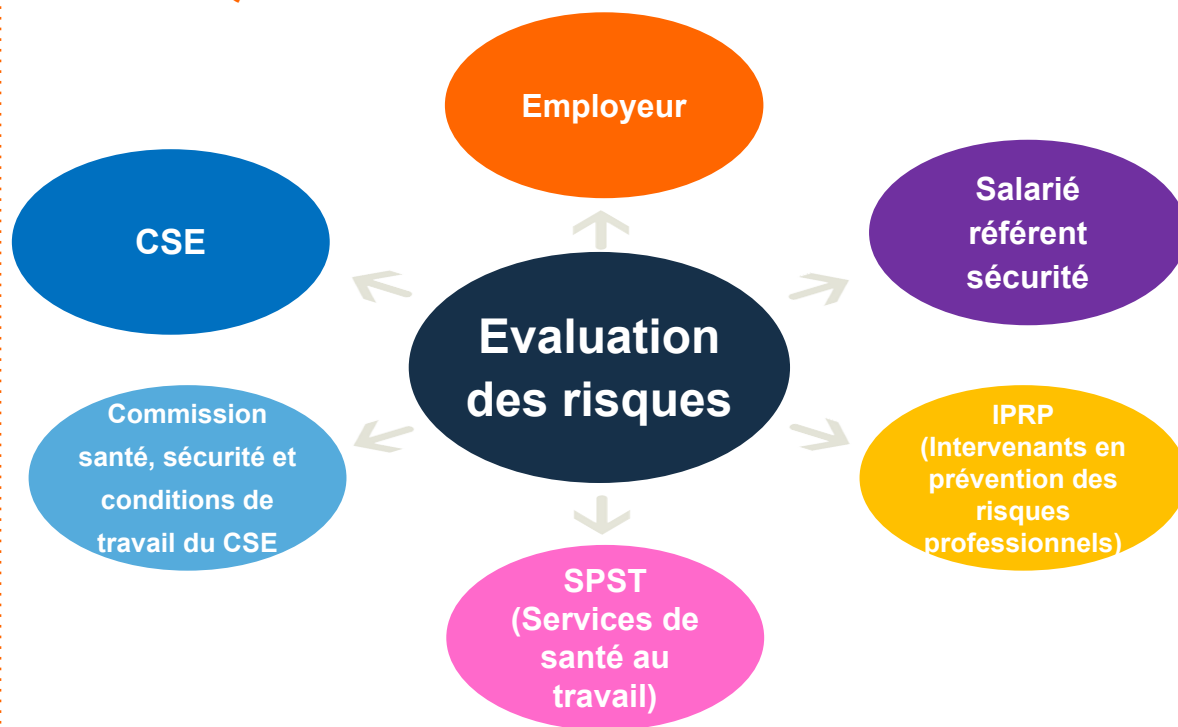 Employeur
CSE
Salarié
référent
sécurité
Evaluation
des risques
Commission
santé, sécurité et
conditions de
travail du CSE
IPRP
(Intervenants en
prévention des
risques
professionnels)
SPST
(Services de
santé au
travail)